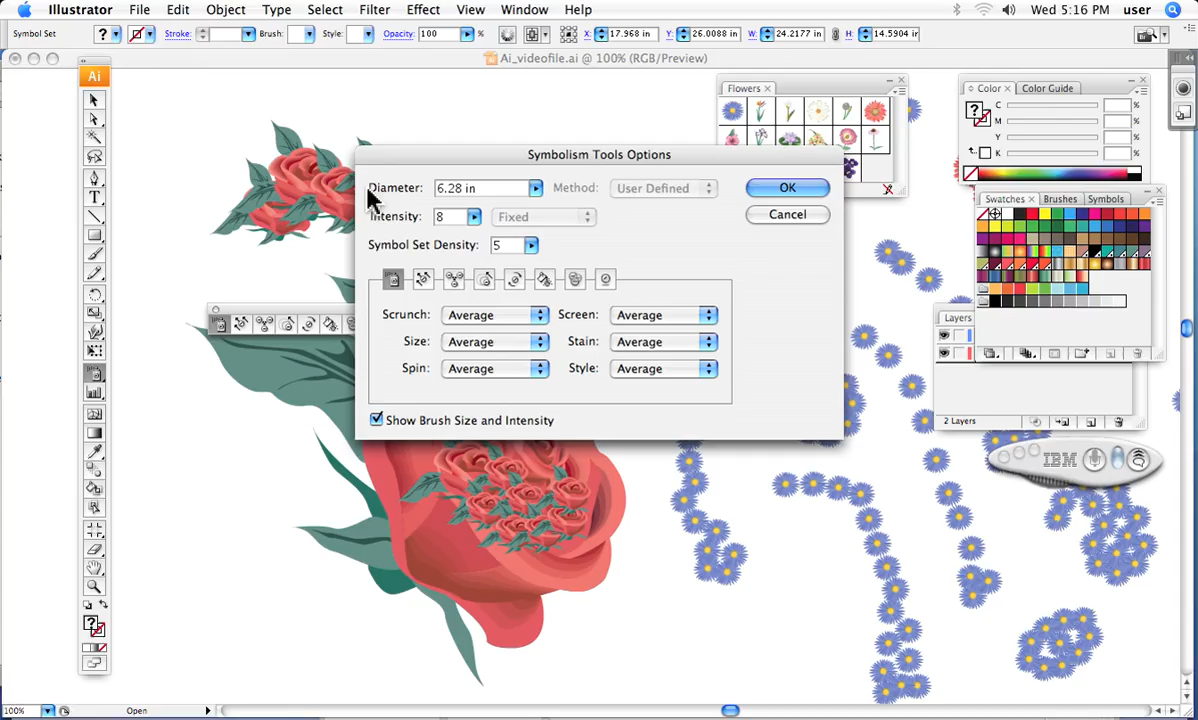 Illustrator File Edit Object Type Select Filter Effect View Window Help Wed 5:16 PM user
Symbol Set ? Stroke: Brush: Style: Opacity: 100 X: 17.968 in Y: 26.0088 in W: 24.2177 in H: 14.5904 in
Ai_videofile.ai @ 100% (RGB/Preview)
Ai
T
?
Flowers ×
Color × Color Guide
?
C %
M %
Y %
K %
Swatches × Brushes Symbols
Layers
2 Layers
IBM
Symbolism Tools Options
Diameter: 6.28 in Method: User Defined OK
Intensity: 8 Fixed Cancel
Symbol Set Density: 5
Scrunch: Average Screen: Average
Size: Average Stain: Average
Spin: Average Style: Average
Show Brush Size and Intensity
100% Open